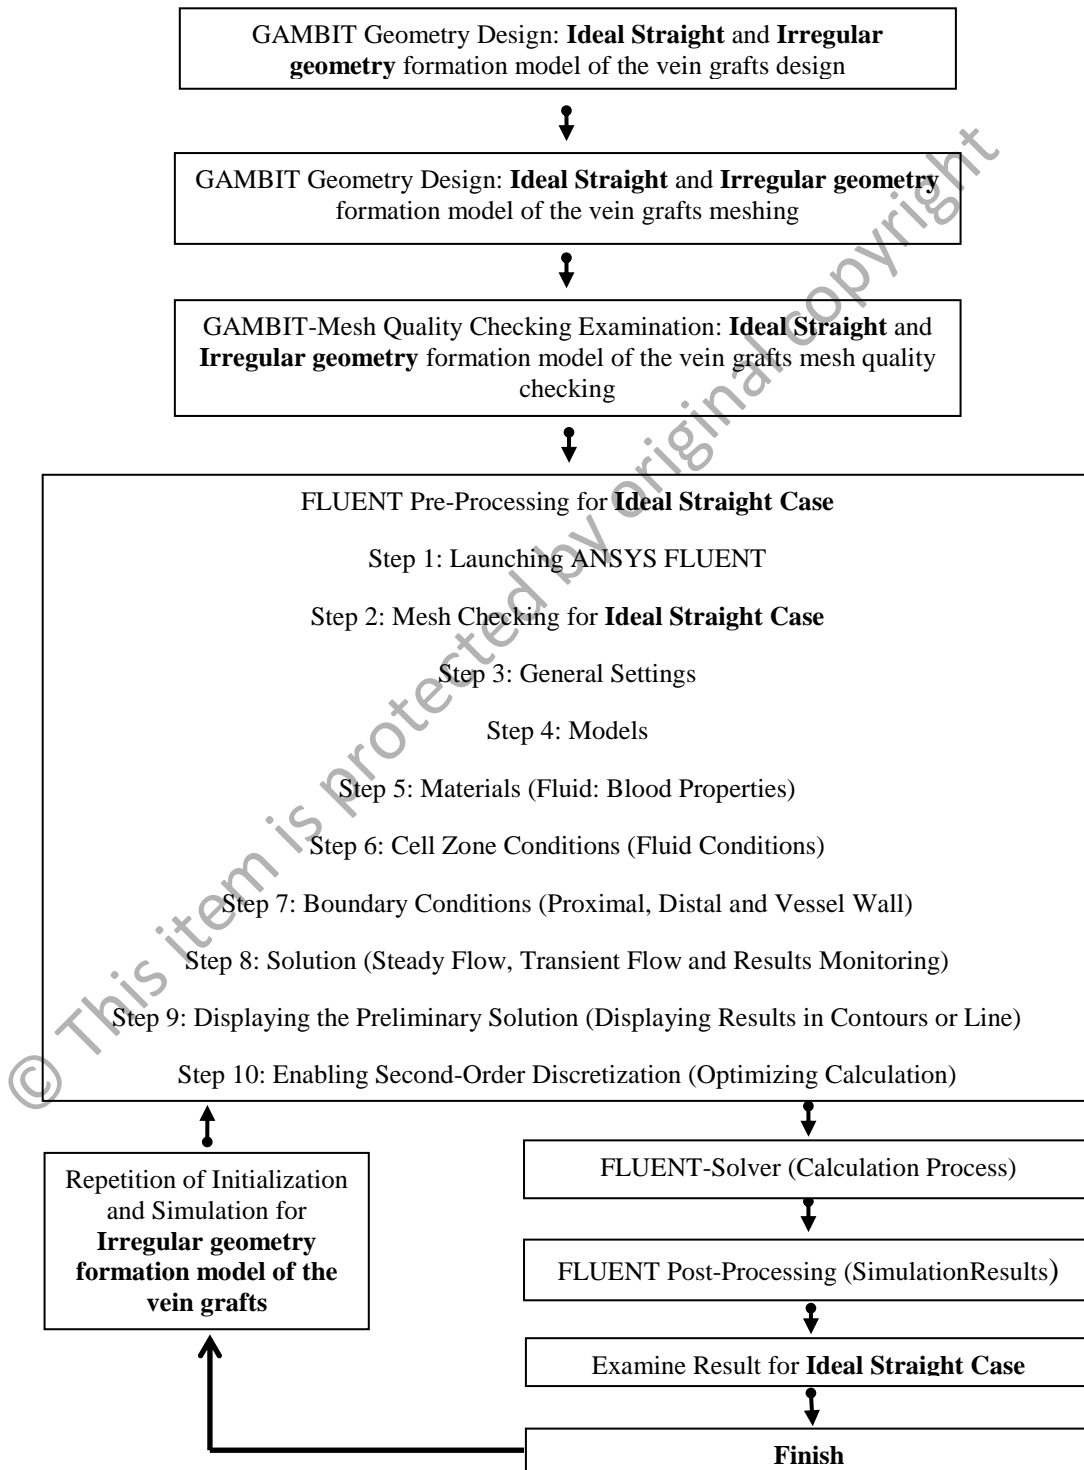 GAMBIT Geometry Design: Ideal Straight and Irregular
geometry formation model of the vein grafts design
GAMBIT Geometry Design: Ideal Straight and Irregular geometry
formation model of the vein grafts meshing
GAMBIT-Mesh Quality Checking Examination: Ideal Straight and
Irregular geometry formation model of the vein grafts mesh quality
checking
FLUENT Pre-Processing for Ideal Straight Case
Step 1: Launching ANSYS FLUENT
Step 2: Mesh Checking for Ideal Straight Case
Step 3: General Settings
Step 4: Models
Step 5: Materials (Fluid: Blood Properties)
Step 6: Cell Zone Conditions (Fluid Conditions)
Step 7: Boundary Conditions (Proximal, Distal and Vessel Wall)
Step 8: Solution (Steady Flow, Transient Flow and Results Monitoring)
Step 9: Displaying the Preliminary Solution (Displaying Results in Contours or Line)
Step 10: Enabling Second-Order Discretization (Optimizing Calculation)
FLUENT-Solver (Calculation Process)
FLUENT Post-Processing (SimulationResults)
Examine Result for Ideal Straight Case
Finish
Repetition of Initialization
and Simulation for
Irregular geometry
formation model of the
vein grafts
© This item is protected by original copyright